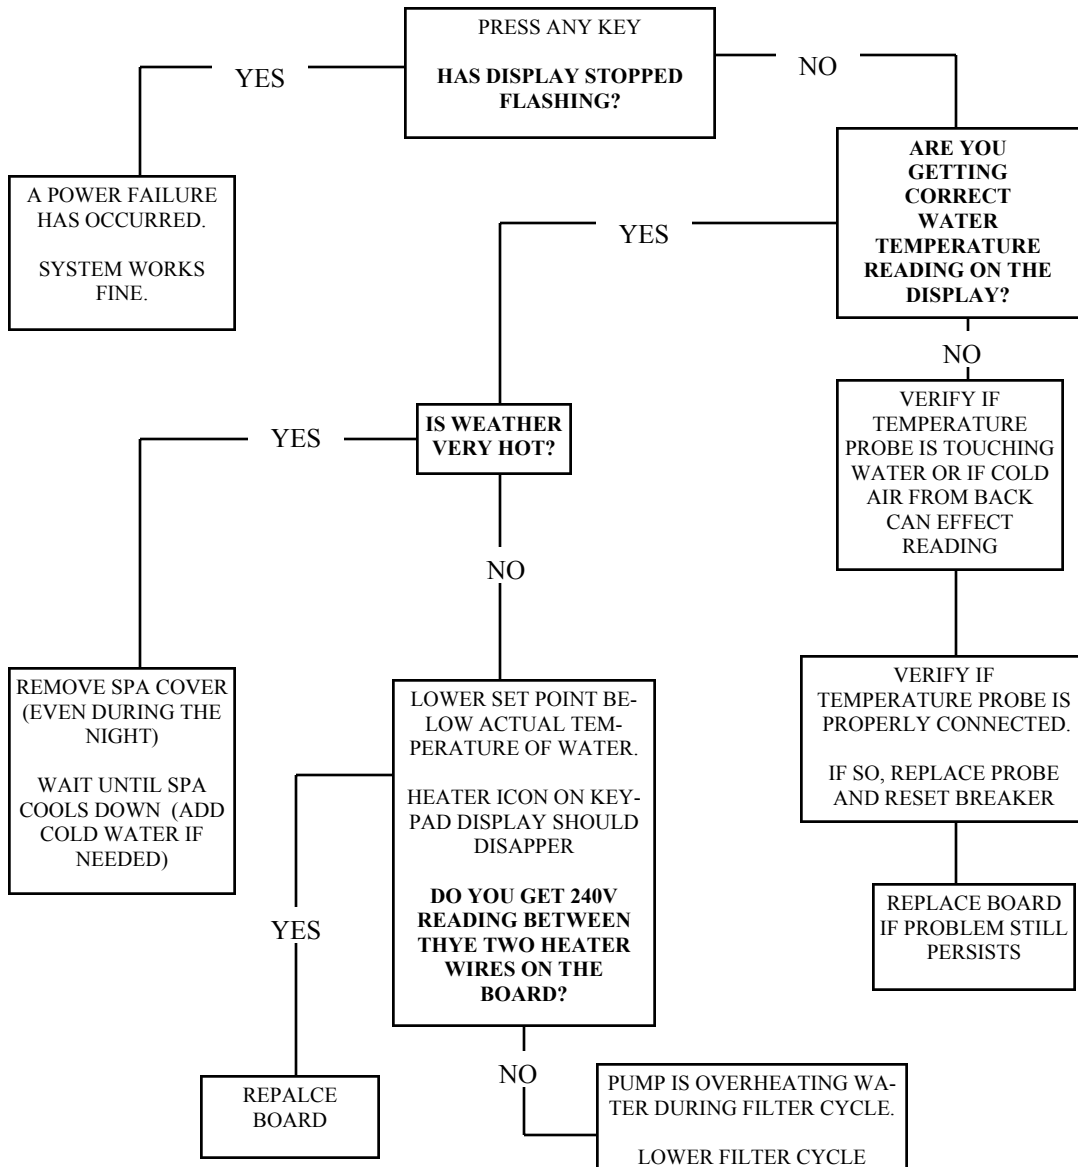 PRESS ANY KEY
HAS DISPLAY STOPPED
FLASHING?
YES
NO
A POWER FAILURE
HAS OCCURRED.
SYSTEM WORKS
FINE.
ARE YOU
GETTING
CORRECT
WATER
TEMPERATURE
READING ON THE
DISPLAY?
YES
NO
IS WEATHER
VERY HOT?
YES
NO
VERIFY IF
TEMPERATURE
PROBE IS TOUCHING
WATER OR IF COLD
AIR FROM BACK
CAN EFFECT
READING
REMOVE SPA COVER
(EVEN DURING THE
NIGHT)
WAIT UNTIL SPA
COOLS DOWN (ADD
COLD WATER IF
NEEDED)
LOWER SET POINT BE-
LOW ACTUAL TEM-
PERATURE OF WATER.
HEATER ICON ON KEY-
PAD DISPLAY SHOULD
DISAPPER
DO YOU GET 240V
READING BETWEEN
THYE TWO HEATER
WIRES ON THE
BOARD?
VERIFY IF
TEMPERATURE PROBE IS
PROPERLY CONNECTED.
IF SO, REPLACE PROBE
AND RESET BREAKER
REPLACE BOARD
IF PROBLEM STILL
PERSISTS
YES
NO
REPALCE
BOARD
PUMP IS OVERHEATING WA-
TER DURING FILTER CYCLE.
LOWER FILTER CYCLE